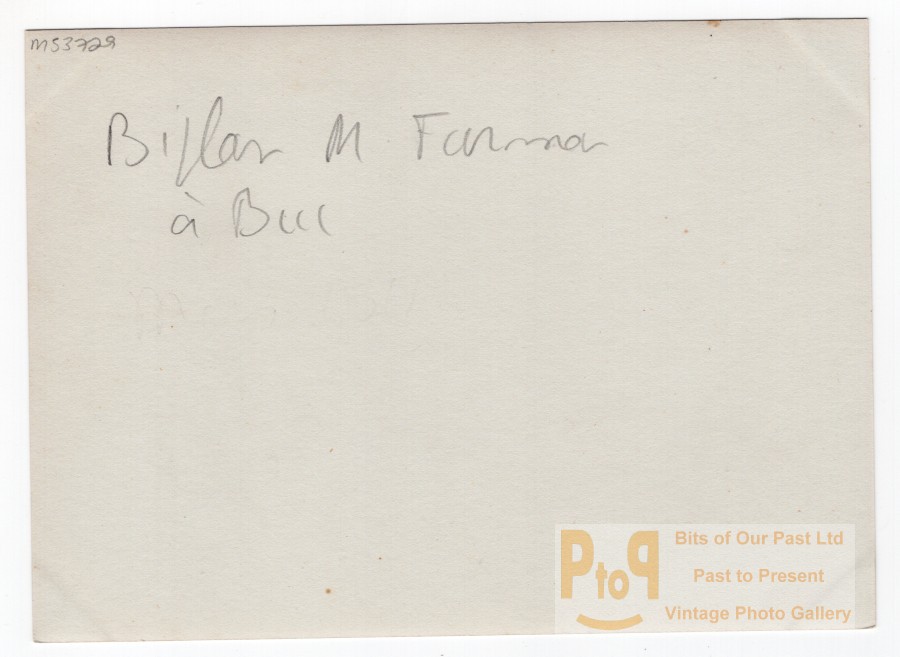 MS3729
Biplan M Farman
à Buc
PtoP
Bits of Our Past Ltd
Past to Present
Vintage Photo Gallery